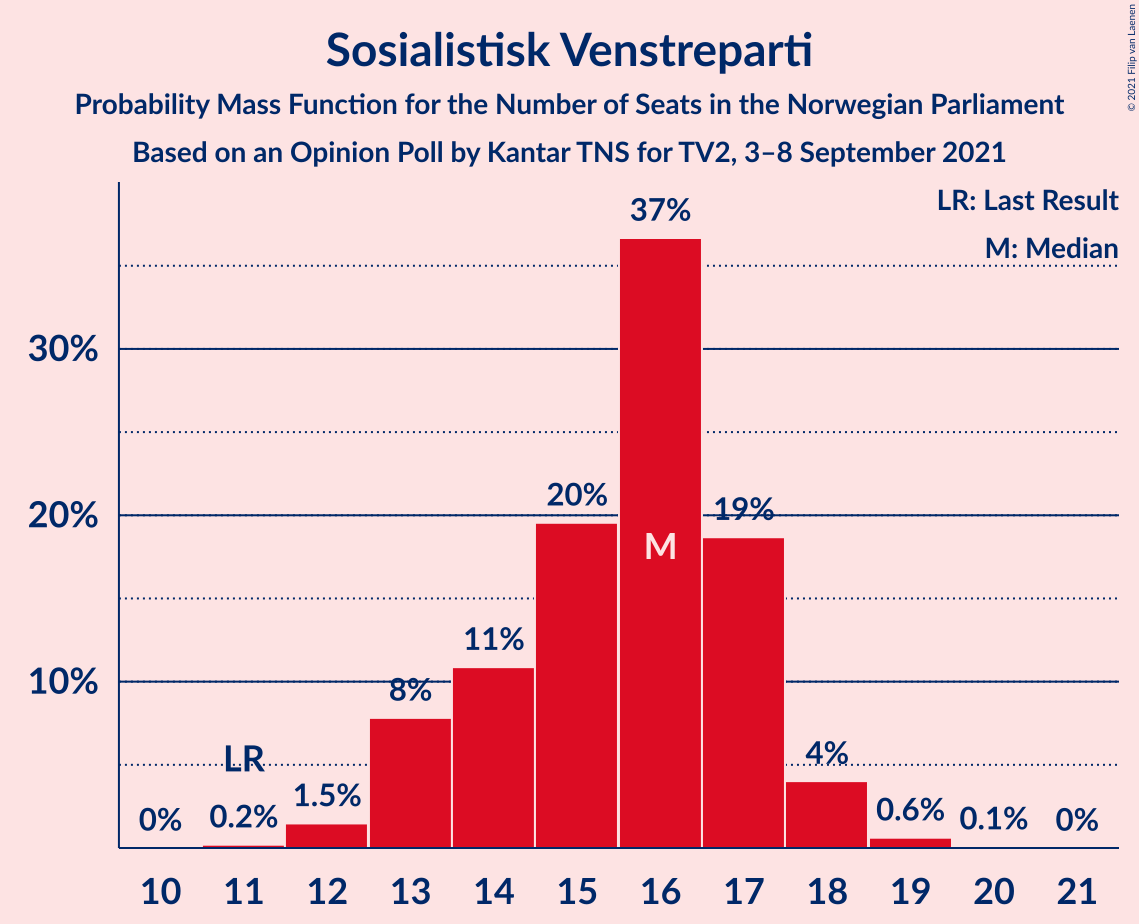 Sosialistisk Venstreparti
Probability Mass Function for the Number of Seats in the Norwegian Parliament
Based on an Opinion Poll by Kantar TNS for TV2, 3–8 September 2021
© 2021 Filip van Laenen
LR: Last Result
M: Median
30%
20%
10%
0%
LR
0.2%
1.5%
8%
11%
20%
37%
M
19%
4%
0.6%
0.1%
0%
10 11 12 13 14 15 16 17 18 19 20 21